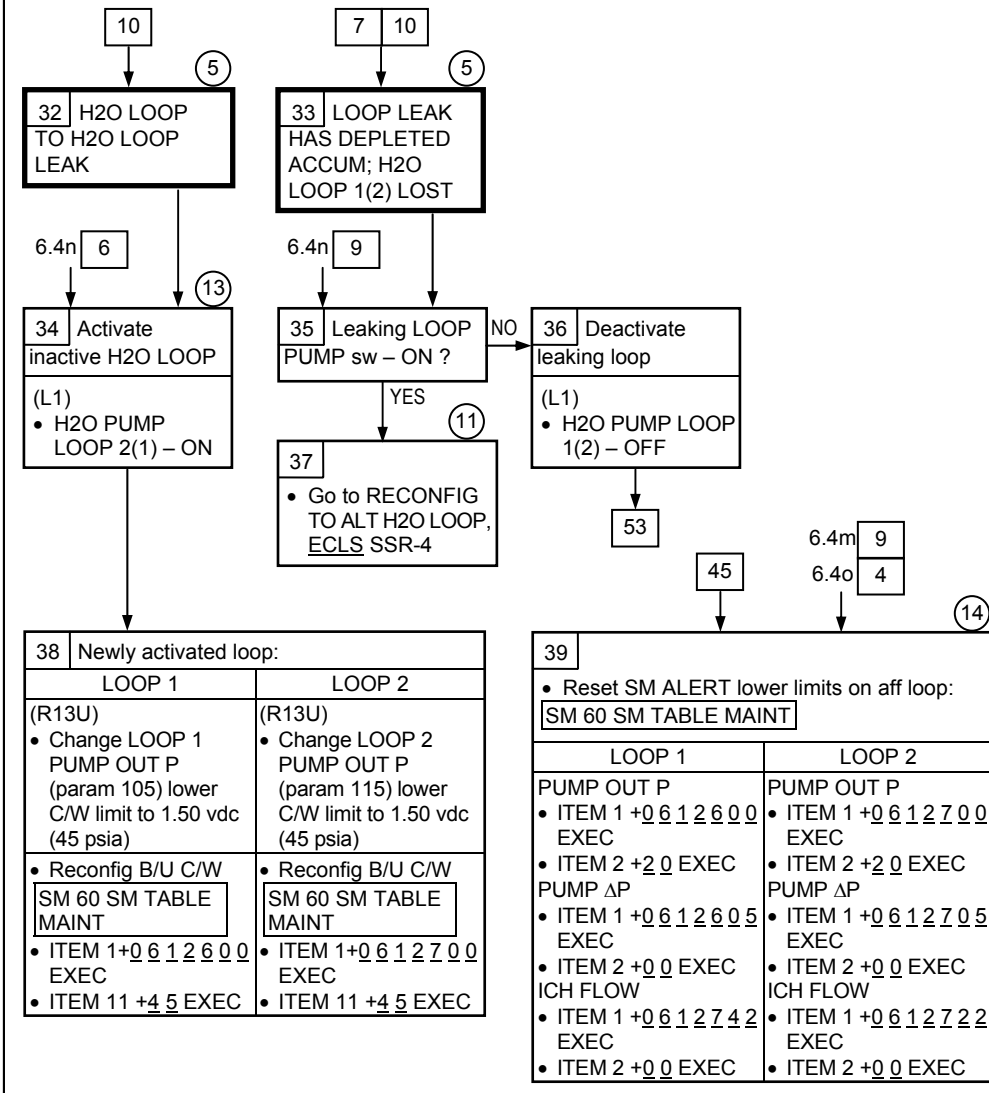 10
7 10
5
5
32 H2O LOOP
TO H2O LOOP
LEAK
33 LOOP LEAK
HAS DEPLETED
ACCUM; H2O
LOOP 1(2) LOST
6.4n 6
6.4n 9
13
34 Activate
inactive H2O LOOP
(L1)
• H2O PUMP
LOOP 2(1) – ON
35 Leaking LOOP
PUMP sw – ON ?
NO
YES
36 Deactivate
leaking loop
(L1)
• H2O PUMP LOOP
1(2) – OFF
11
37
• Go to RECONFIG
TO ALT H2O LOOP,
ECLS SSR-4
53
45
6.4m 9
6.4o 4
14
38 Newly activated loop:
LOOP 1
(R13U)
• Change LOOP 1
PUMP OUT P
(param 105) lower
C/W limit to 1.50 vdc
(45 psia)
• Reconfig B/U C/W
SM 60 SM TABLE
MAINT
• ITEM 1+0 6 1 2 6 0 0
EXEC
• ITEM 11 +4 5 EXEC
LOOP 2
(R13U)
• Change LOOP 2
PUMP OUT P
(param 115) lower
C/W limit to 1.50 vdc
(45 psia)
• Reconfig B/U C/W
SM 60 SM TABLE
MAINT
• ITEM 1+0 6 1 2 7 0 0
EXEC
• ITEM 11 +4 5 EXEC
39
• Reset SM ALERT lower limits on aff loop:
SM 60 SM TABLE MAINT
LOOP 1
PUMP OUT P
• ITEM 1 +0 6 1 2 6 0 0
EXEC
• ITEM 2 +2 0 EXEC
PUMP ∆P
• ITEM 1 +0 6 1 2 6 0 5
EXEC
• ITEM 2 +0 0 EXEC
ICH FLOW
• ITEM 1 +0 6 1 2 7 4 2
EXEC
• ITEM 2 +0 0 EXEC
LOOP 2
PUMP OUT P
• ITEM 1 +0 6 1 2 7 0 0
EXEC
• ITEM 2 +2 0 EXEC
PUMP ∆P
• ITEM 1 +0 6 1 2 7 0 5
EXEC
• ITEM 2 +0 0 EXEC
ICH FLOW
• ITEM 1 +0 6 1 2 7 2 2
EXEC
• ITEM 2 +0 0 EXEC